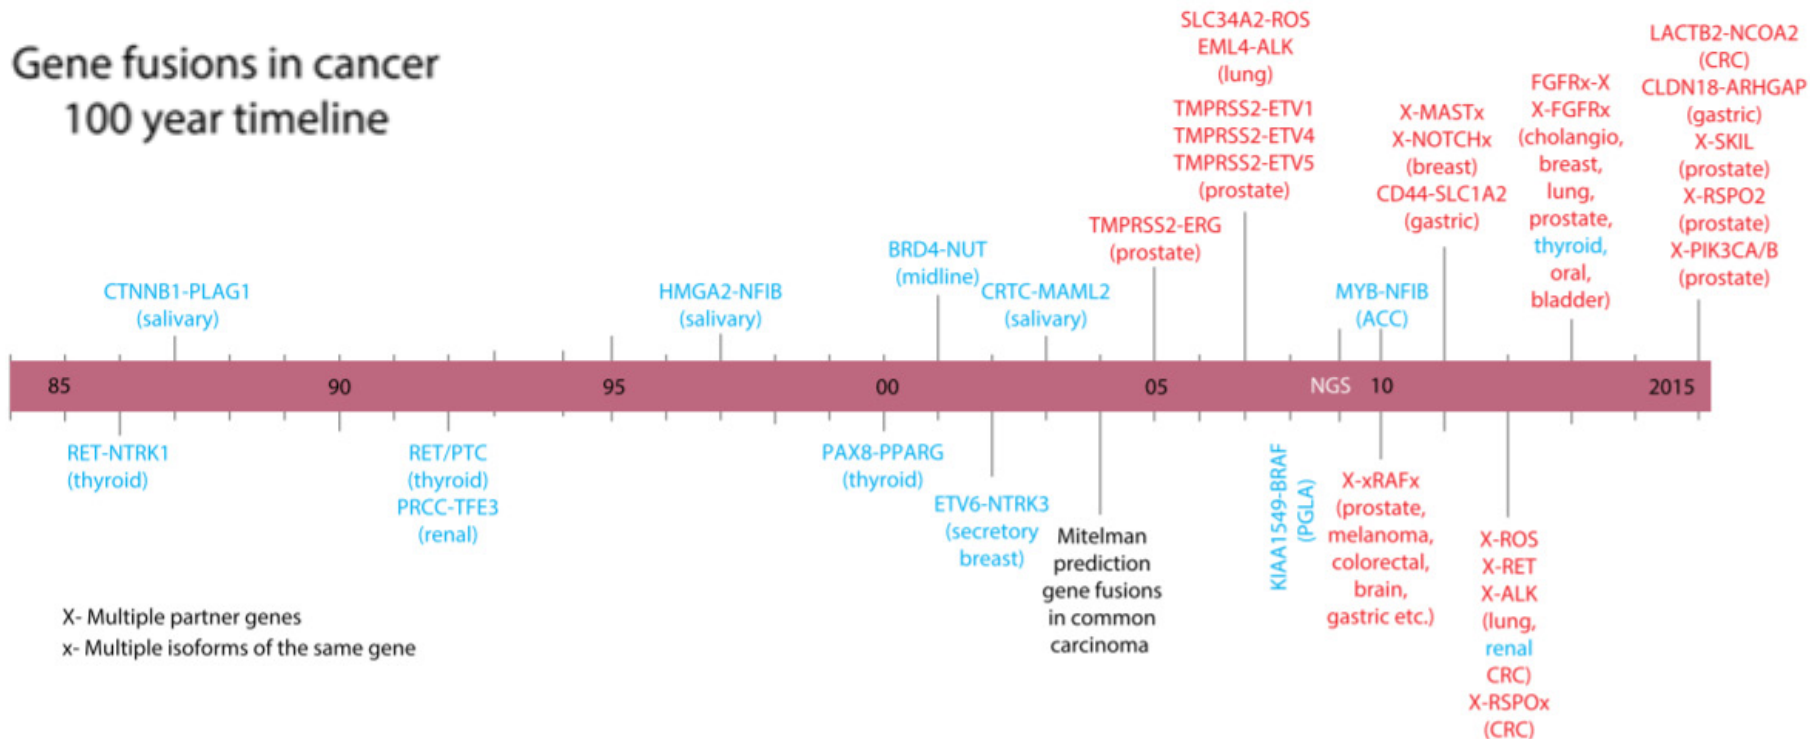 Gene fusions in cancer
100 year timeline
CTNNB1-PLAG1
(salivary)
HMGA2-NFIB
(salivary)
BRD4-NUT
(midline)
CRTC-MAML2
(salivary)
TMPRSS2-ERG
(prostate)
SLC34A2-ROS
EML4-ALK
(lung)
TMPRSS2-ETV1
TMPRSS2-ETV4
TMPRSS2-ETV5
(prostate)
MYB-NFIB
(ACC)
X-MASTx
X-NOTCHx
(breast)
CD44-SLC1A2
(gastric)
FGFRx-X
X-FGFRx
(cholangio,
breast,
lung,
prostate,
thyroid,
oral,
bladder)
LACTB2-NCOA2
(CRC)
CLDN18-ARHGAP
(gastric)
X-SKIL
(prostate)
X-RSPO2
(prostate)
X-PIK3CA/B
(prostate)
85 90 95 00 05 NGS 10 2015
RET-NTRK1
(thyroid)
RET/PTC
(thyroid)
PRCC-TFE3
(renal)
PAX8-PPARG
(thyroid)
ETV6-NTRK3
(secretory
breast)
Mitelman
prediction
gene fusions
in common
carcinoma
KIAA1549-BRAF
(PGLA)
X-xRAFx
(prostate,
melanoma,
colorectal,
brain,
gastric etc.)
X-ROS
X-RET
X-ALK
(lung,
renal
CRC)
X-RSPOx
(CRC)
X- Multiple partner genes
x- Multiple isoforms of the same gene